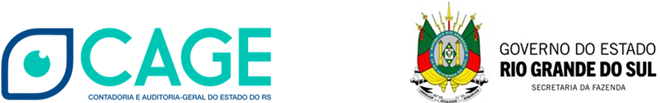 CAGE
CONTADORIA E AUDITORIA-GERAL DO ESTADO DO RS
GOVERNO DO ESTADO
RIO GRANDE DO SUL
SECRETARIA DA FAZENDA